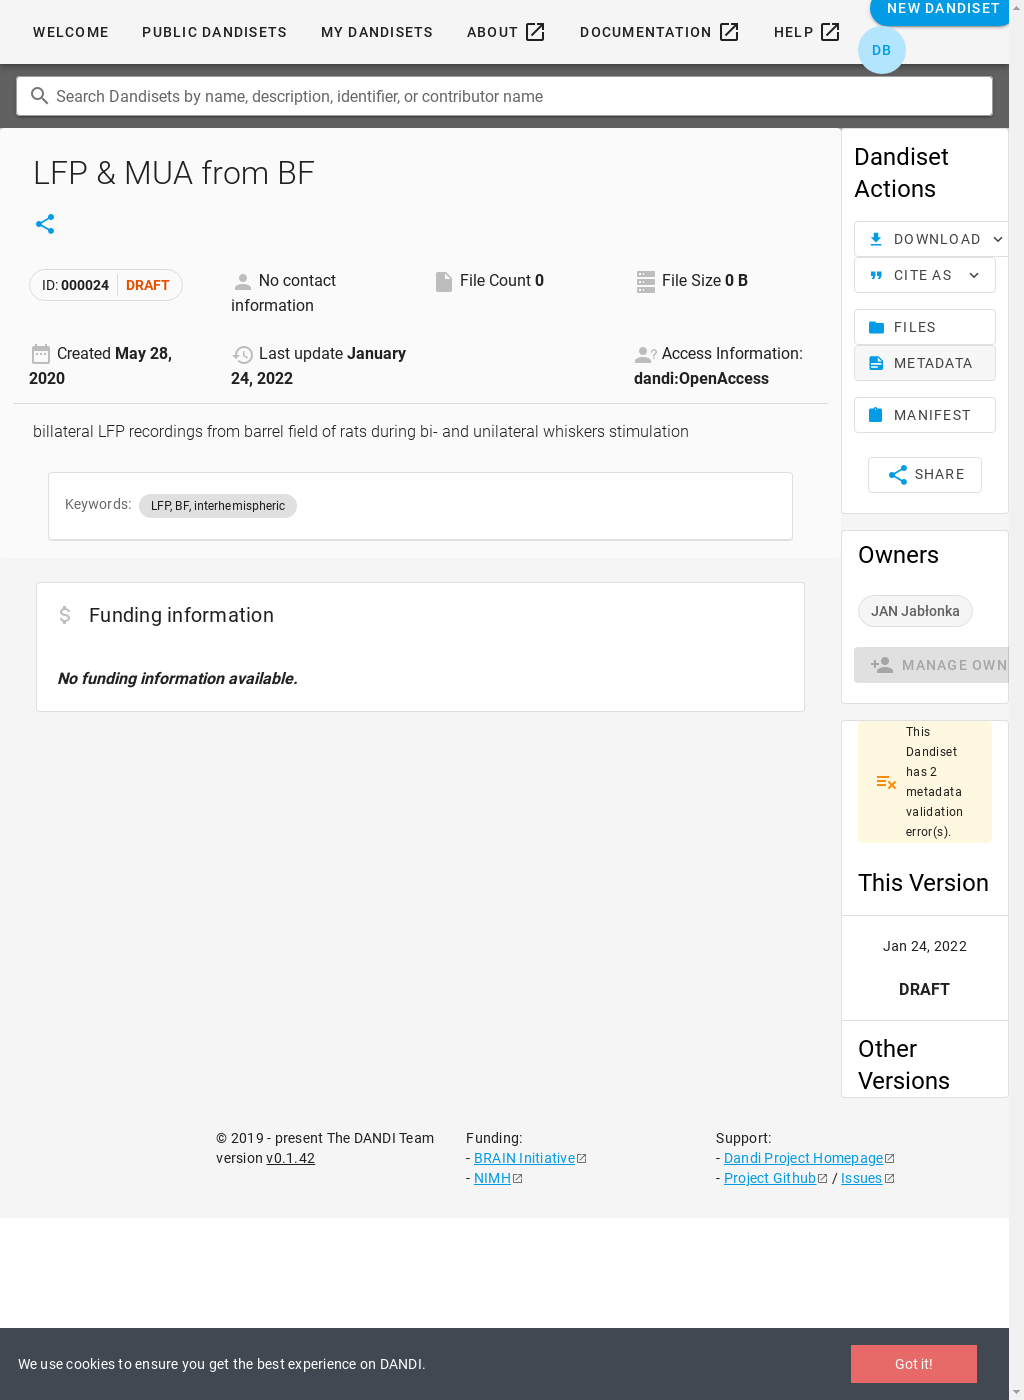 WELCOME
PUBLIC DANDISETS
MY DANDISETS
ABOUT
DOCUMENTATION
HELP
NEW DANDISET
DB
Search Dandisets by name, description, identifier, or contributor name
LFP & MUA from BF
ID: 000024 DRAFT
No contact
information
File Count 0
File Size 0 B
Created May 28,
2020
Last update January
24, 2022
Access Information:
dandi:OpenAccess
billateral LFP recordings from barrel field of rats during bi- and unilateral whiskers stimulation
Keywords: LFP, BF, interhemispheric
Funding information
No funding information available.
Dandiset
Actions
DOWNLOAD
CITE AS
FILES
METADATA
MANIFEST
SHARE
Owners
JAN Jabłonka
MANAGE OWN
This
Dandiset
has 2
metadata
validation
error(s).
This Version
Jan 24, 2022
DRAFT
Other
Versions
© 2019 - present The DANDI Team
version v0.1.42
Funding:
- BRAIN Initiative
- NIMH
Support:
- Dandi Project Homepage
- Project Github / Issues
We use cookies to ensure you get the best experience on DANDI.
Got it!